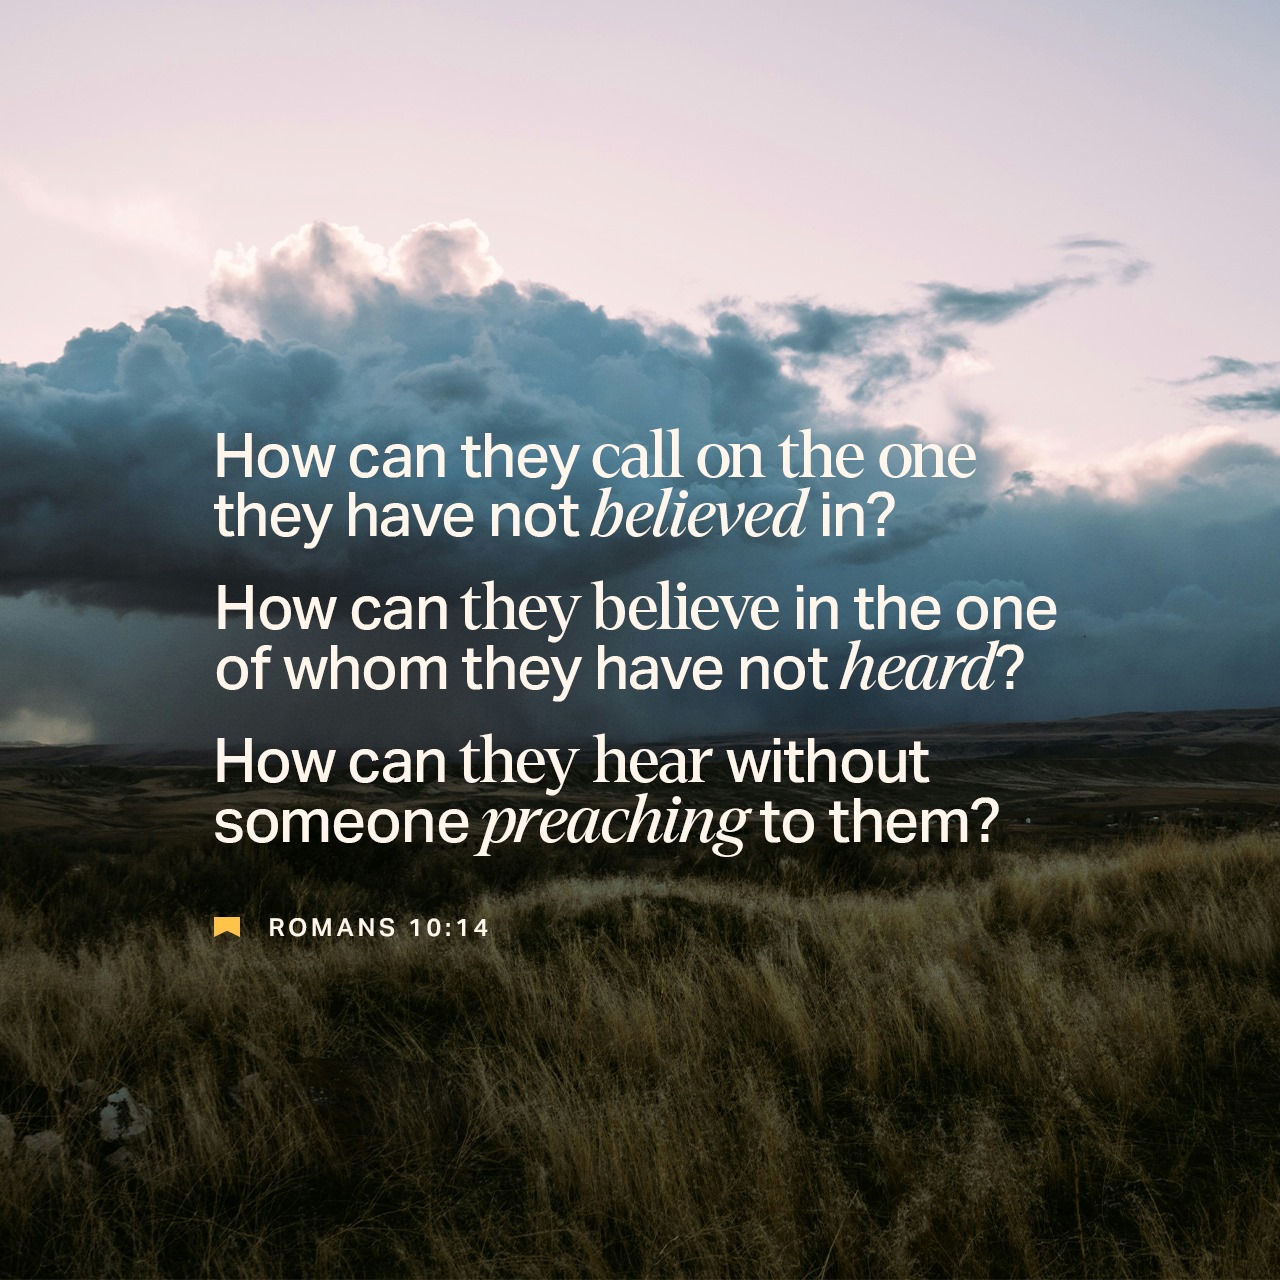 How can they call on the one
they have not believed in?
How can they believe in the one
of whom they have not heard?
How can they hear without
someone preaching to them?
ROMANS 10:14